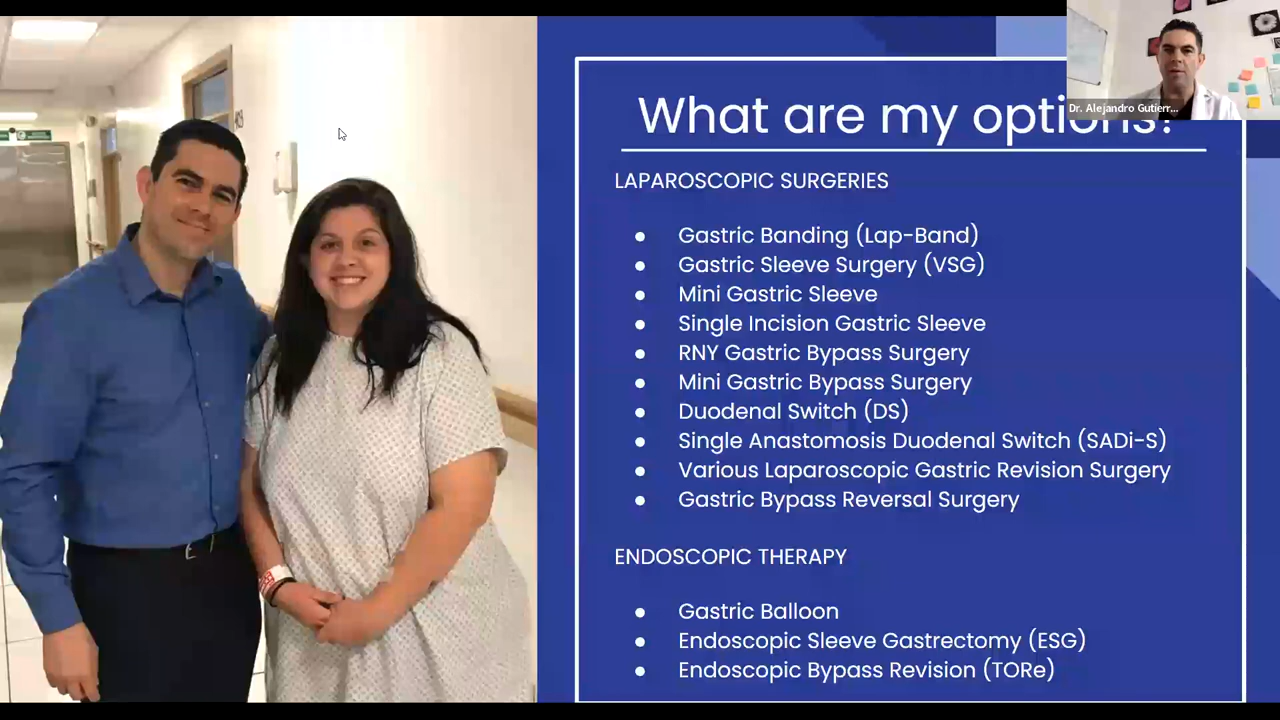 What are my options?
Dr. Alejandro Gutierr...
LAPAROSCOPIC SURGERIES
● Gastric Banding (Lap-Band)
● Gastric Sleeve Surgery (VSG)
● Mini Gastric Sleeve
● Single Incision Gastric Sleeve
● RNY Gastric Bypass Surgery
● Mini Gastric Bypass Surgery
● Duodenal Switch (DS)
● Single Anastomosis Duodenal Switch (SADi-S)
● Various Laparoscopic Gastric Revision Surgery
● Gastric Bypass Reversal Surgery
ENDOSCOPIC THERAPY
● Gastric Balloon
● Endoscopic Sleeve Gastrectomy (ESG)
● Endoscopic Bypass Revision (TORe)